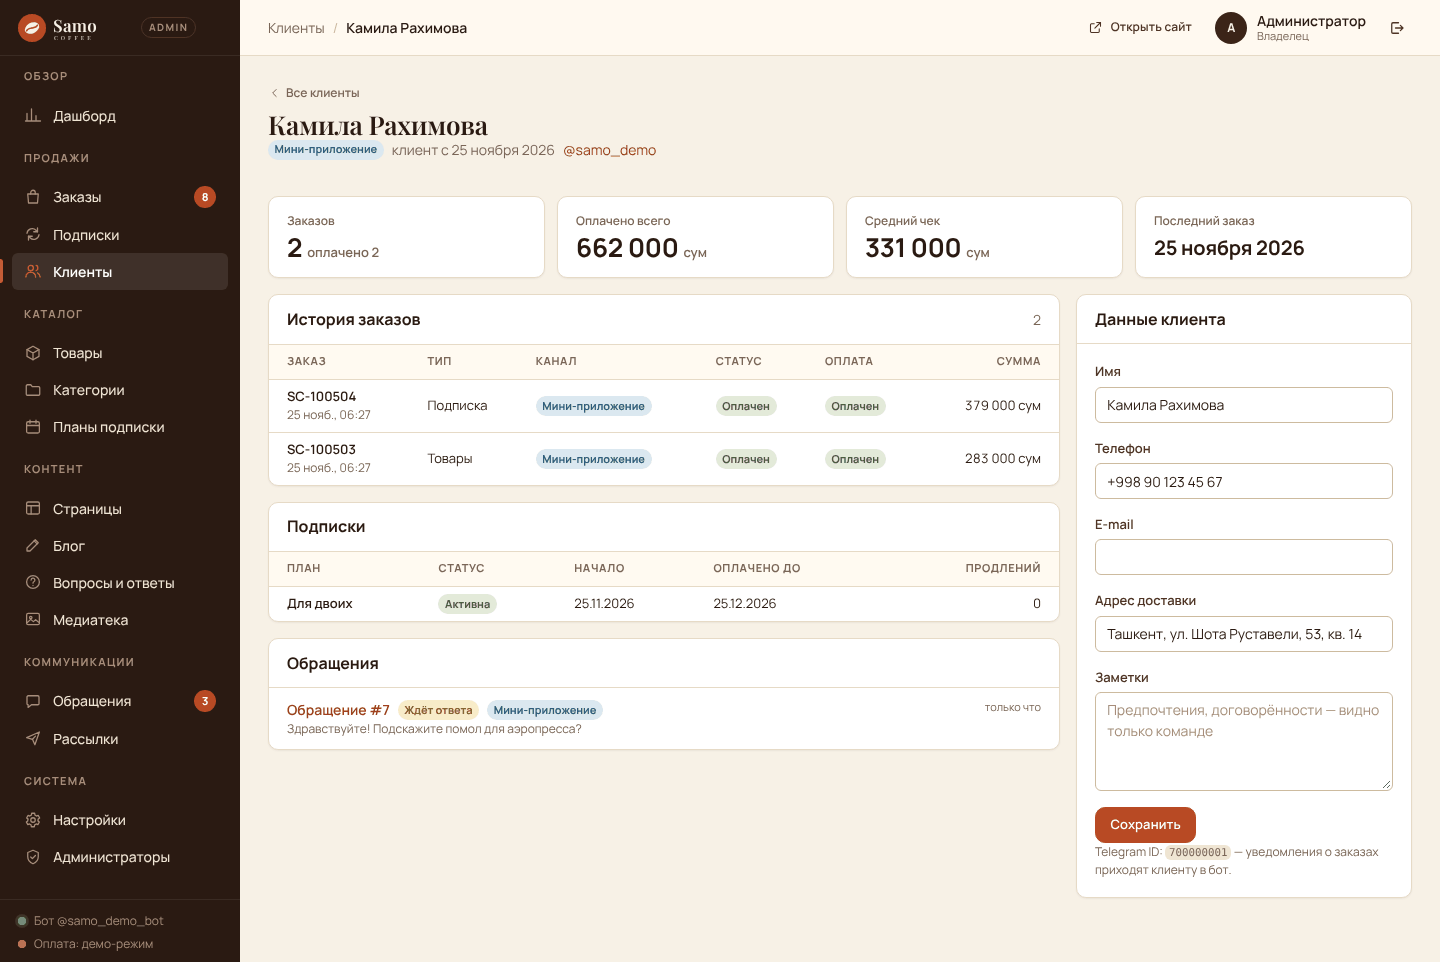 Samo
COFFEE
ADMIN
ОБЗОР
Дашборд
ПРОДАЖИ
Заказы 8
Подписки
Клиенты
КАТАЛОГ
Товары
Категории
Планы подписки
КОНТЕНТ
Страницы
Блог
Вопросы и ответы
Медиатека
КОММУНИКАЦИИ
Обращения 3
Рассылки
СИСТЕМА
Настройки
Администраторы
Бот @samo_demo_bot
Оплата: демо-режим
Клиенты / Камила Рахимова
Открыть сайт
А
Администратор
Владелец
Все клиенты
Камила Рахимова
Мини-приложение клиент с 25 ноября 2026 @samo_demo
Заказов
2 оплачено 2
Оплачено всего
662 000 сум
Средний чек
331 000 сум
Последний заказ
25 ноября 2026
История заказов 2
ЗАКАЗ ТИП КАНАЛ СТАТУС ОПЛАТА СУММА
SC-100504
25 нояб., 06:27
Подписка Мини-приложение Оплачен Оплачен 379 000 сум
SC-100503
25 нояб., 06:27
Товары Мини-приложение Оплачен Оплачен 283 000 сум
Подписки
ПЛАН СТАТУС НАЧАЛО ОПЛАЧЕНО ДО ПРОДЛЕНИЙ
Для двоих Активна 25.11.2026 25.12.2026 0
Обращения
Обращение #7 Ждёт ответа Мини-приложение только что
Здравствуйте! Подскажите помол для аэропресса?
Данные клиента
Имя
Камила Рахимова
Телефон
+998 90 123 45 67
E-mail
Адрес доставки
Ташкент, ул. Шота Руставели, 53, кв. 14
Заметки
Предпочтения, договорённости — видно
только команде
Сохранить
Telegram ID: 700000001 — уведомления о заказах
приходят клиенту в бот.